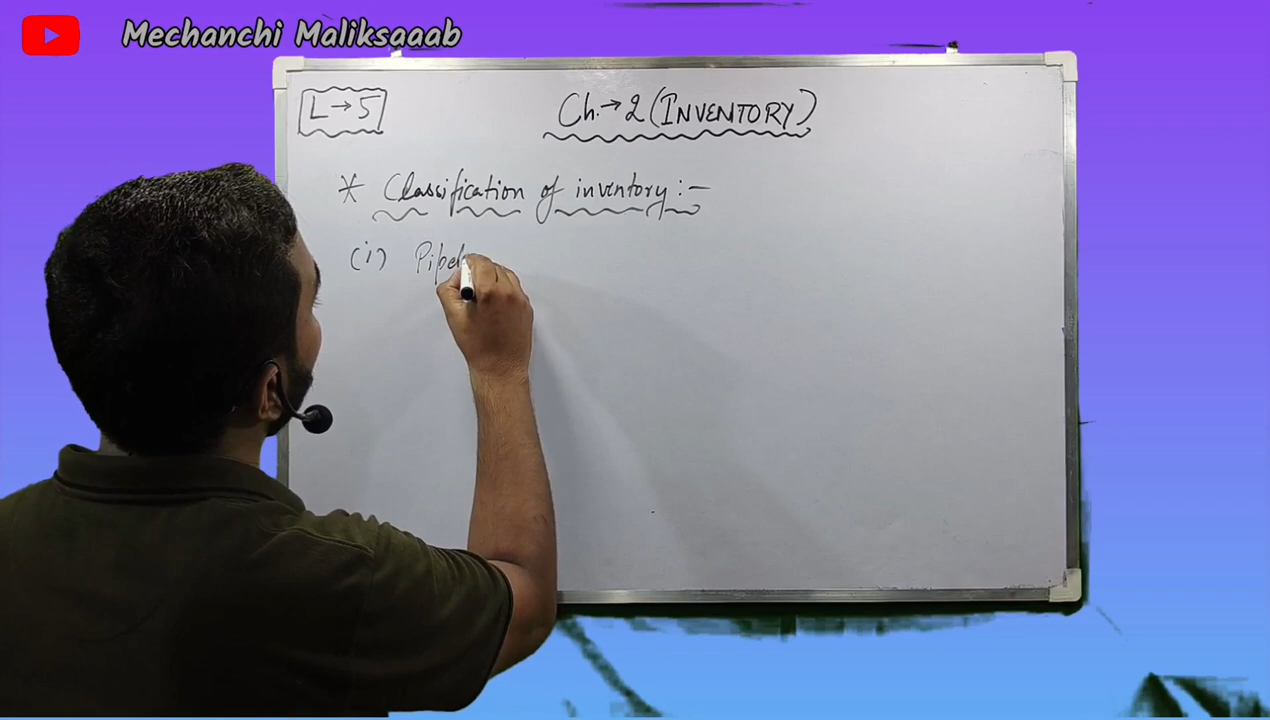 Mechanchi Maliksaaab
L → 5
Ch. → 2 (INVENTORY)
* Classification of inventory :-
(i) Pipel